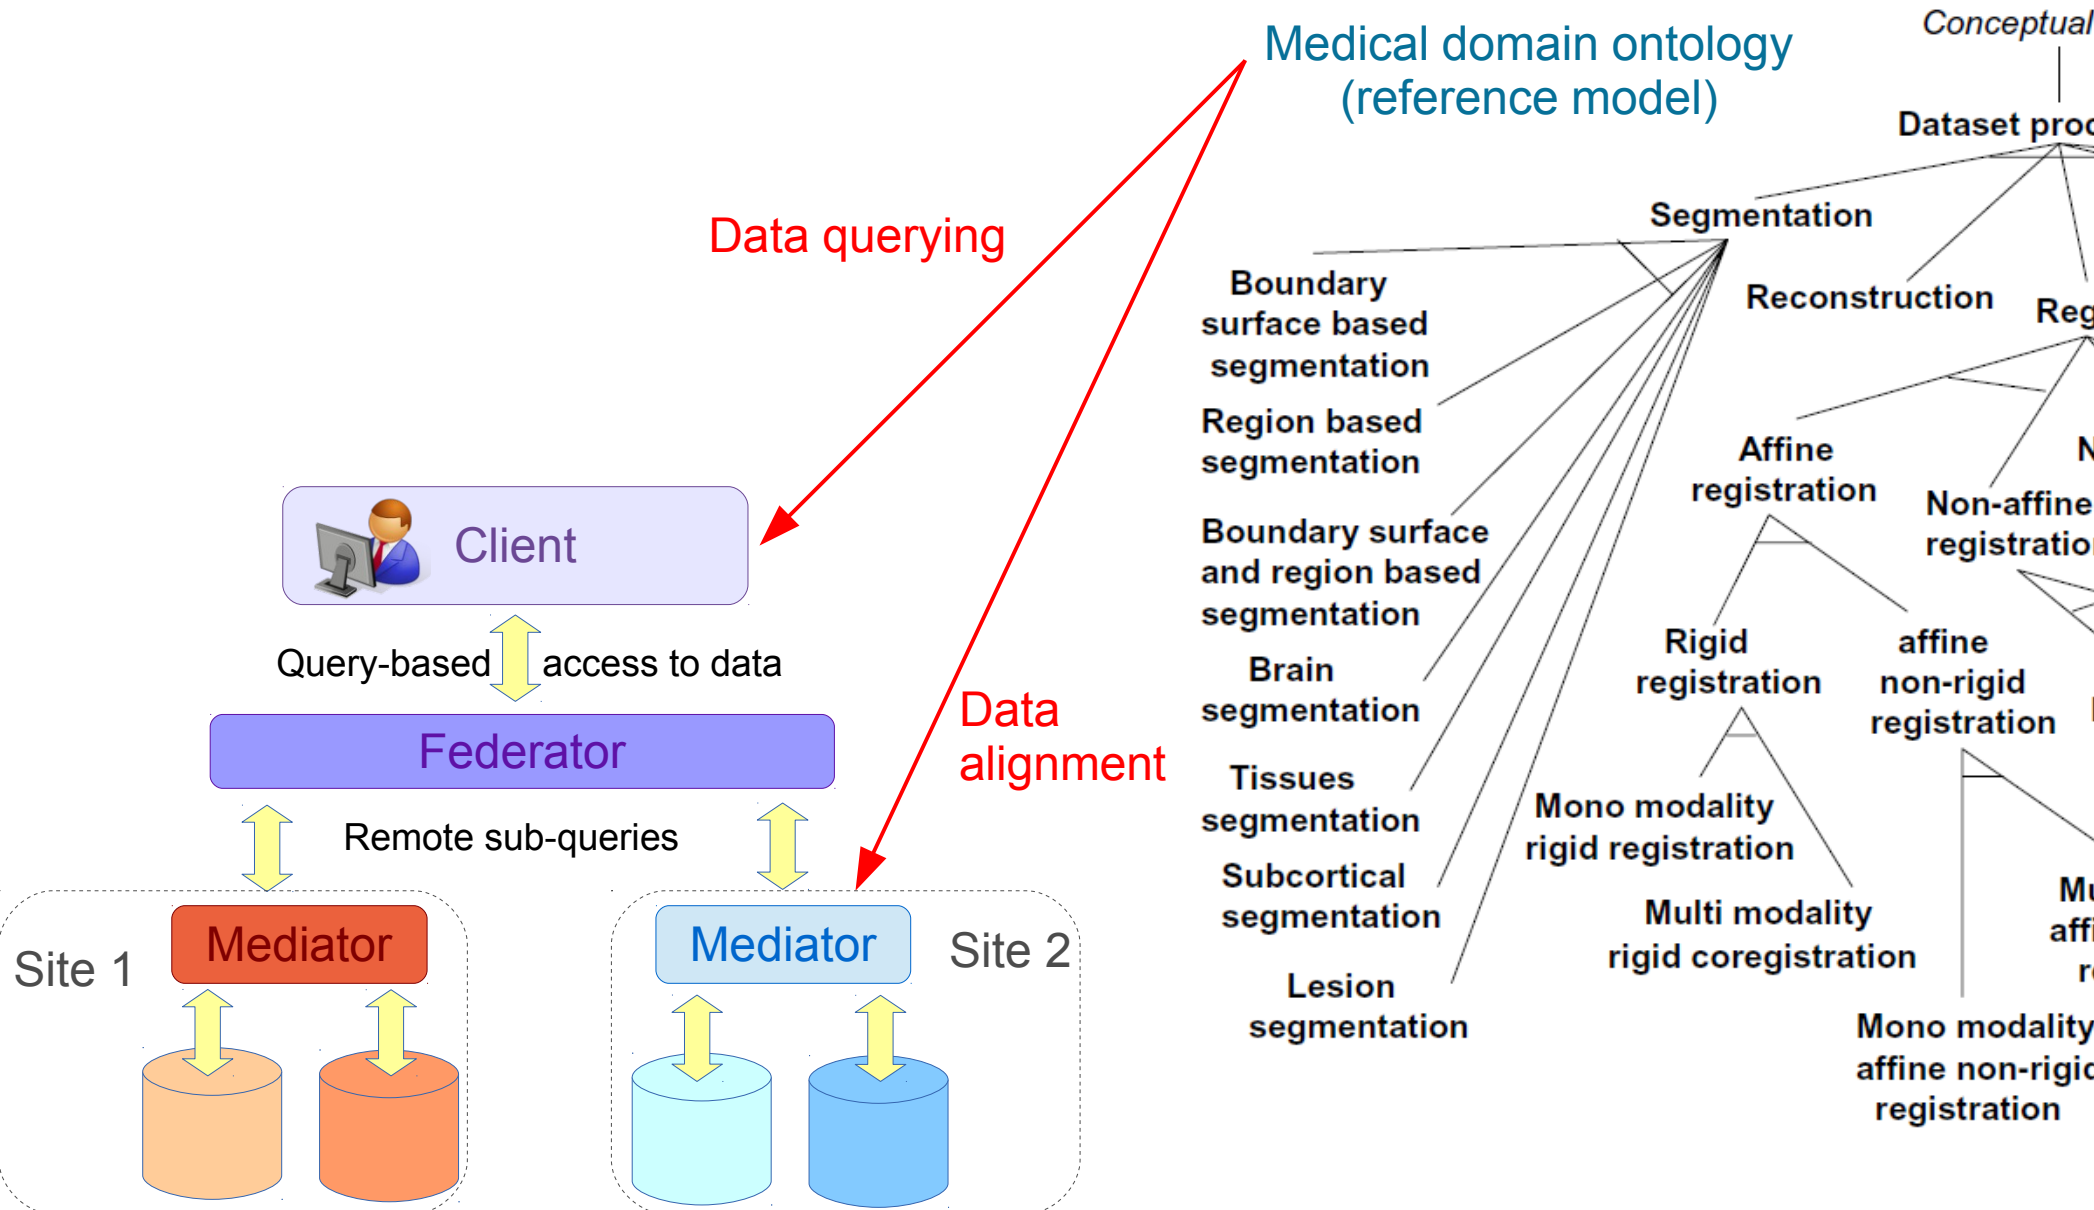 Medical domain ontology
(reference model)
Data querying
Client
Query-based access to data
Federator
Data
alignment
Remote sub-queries
Mediator
Site 1
Mediator
Site 2
Conceptual
Dataset
Segmentation
Boundary
surface based
segmentation
Reconstruction
Region based
segmentation
Affine
registration
Non-affine
Boundary surface
and region based
segmentation
Rigid
registration
affine
non-rigid
registration
Brain
segmentation
Tissues
segmentation
Mono modality
rigid registration
Subcortical
segmentation
Multi modality
rigid coregistration
Lesion
segmentation
Mono modality
affine non-rigid
registration